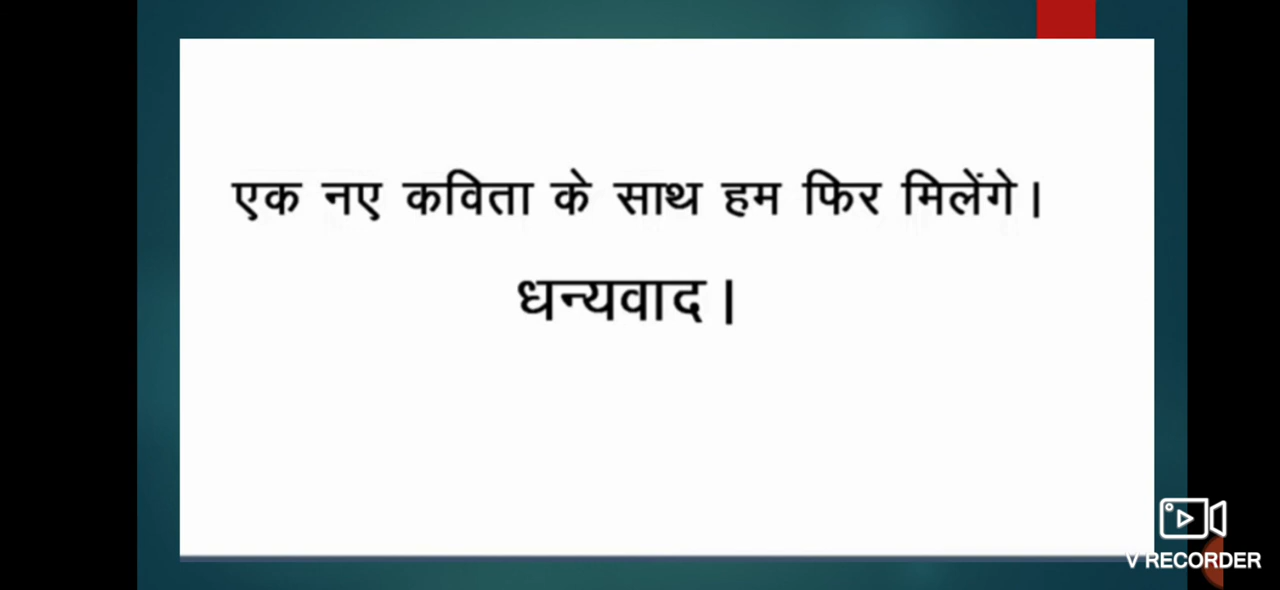 एक नए कविता के साथ हम फिर मिलेंगे।
धन्यवाद।
V RECORDER